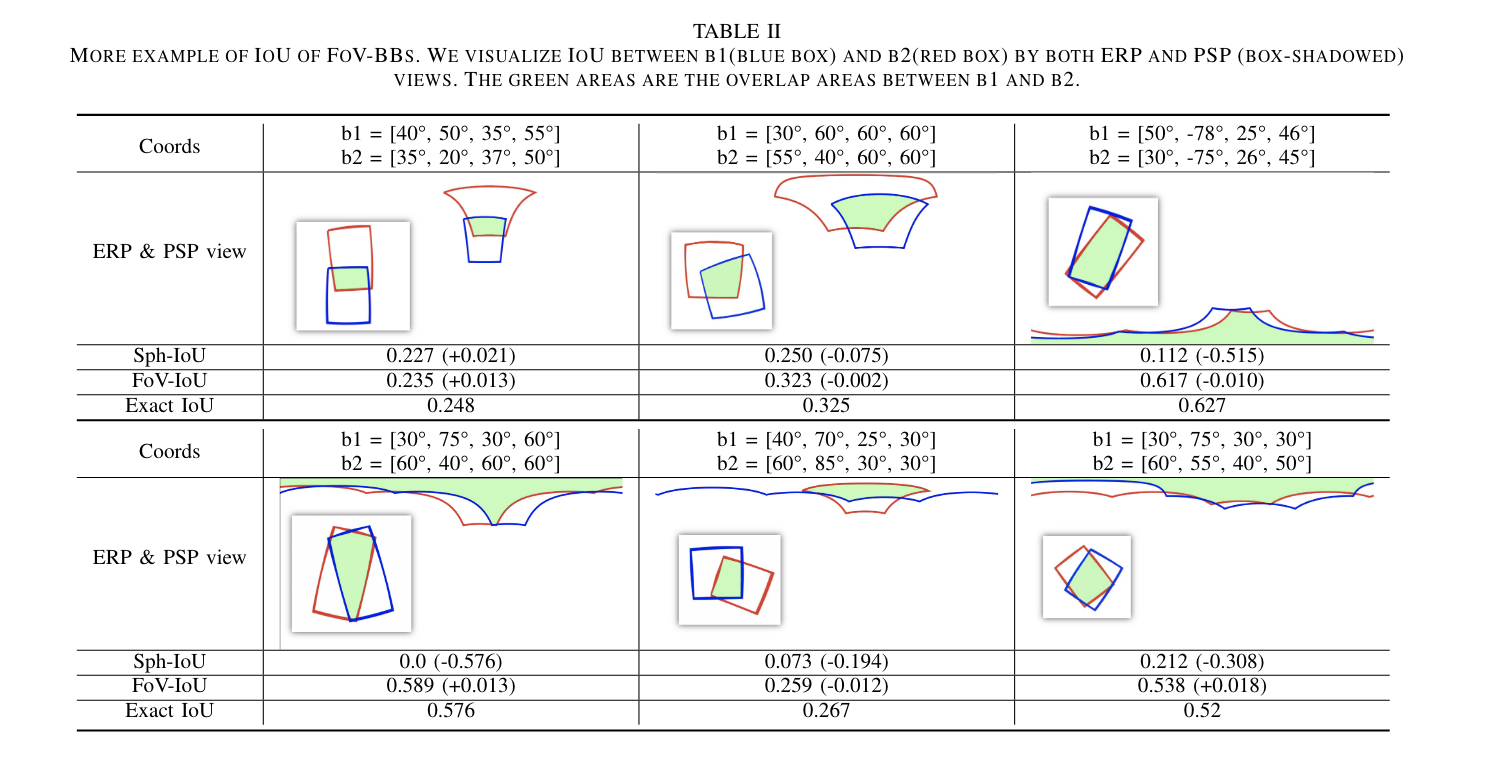 TABLE II
MORE EXAMPLE OF IOU OF FOV-BBS. WE VISUALIZE IOU BETWEEN B1(BLUE BOX) AND B2(RED BOX) BY BOTH ERP AND PSP (BOX-SHADOWED)
VIEWS. THE GREEN AREAS ARE THE OVERLAP AREAS BETWEEN B1 AND B2.
Coords
b1 = [40°, 50°, 35°, 55°]
b2 = [35°, 20°, 37°, 50°]
b1 = [30°, 60°, 60°, 60°]
b2 = [55°, 40°, 60°, 60°]
b1 = [50°, -78°, 25°, 46°]
b2 = [30°, -75°, 26°, 45°]
ERP & PSP view
Sph-IoU 0.227 (+0.021) 0.250 (-0.075) 0.112 (-0.515)
FoV-IoU 0.235 (+0.013) 0.323 (-0.002) 0.617 (-0.010)
Exact IoU 0.248 0.325 0.627
Coords
b1 = [30°, 75°, 30°, 60°]
b2 = [60°, 40°, 60°, 60°]
b1 = [40°, 70°, 25°, 30°]
b2 = [60°, 85°, 30°, 30°]
b1 = [30°, 75°, 30°, 30°]
b2 = [60°, 55°, 40°, 50°]
ERP & PSP view
Sph-IoU 0.0 (-0.576) 0.073 (-0.194) 0.212 (-0.308)
FoV-IoU 0.589 (+0.013) 0.259 (-0.012) 0.538 (+0.018)
Exact IoU 0.576 0.267 0.52